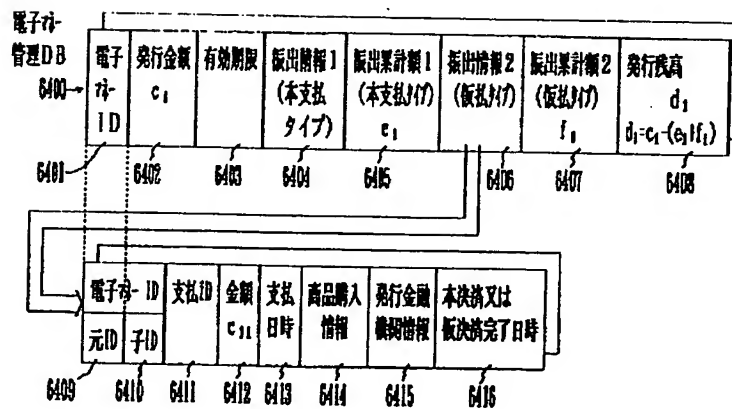 電子マネー
管理DB
6400
電子
マネー
ID
発行金額
c₁
有効期限
振出情報1
(本支払
タイプ)
振出累計額1
(本支払タイプ)
e₁
振出情報2
(仮払タイプ)
振出累計額2
(仮払タイプ)
f₁
発行残高
d₁
d₁=c₁-(e₁+f₁)
6401
6402
6403
6404
6405
6406
6407
6408
電子マネーID
元ID
子ID
支払ID
金額
支払
日時
商品購入
情報
発行金融
機関情報
本決済又は
仮決済完了日時
6409
6410
6411
6412
6413
6414
6415
6416